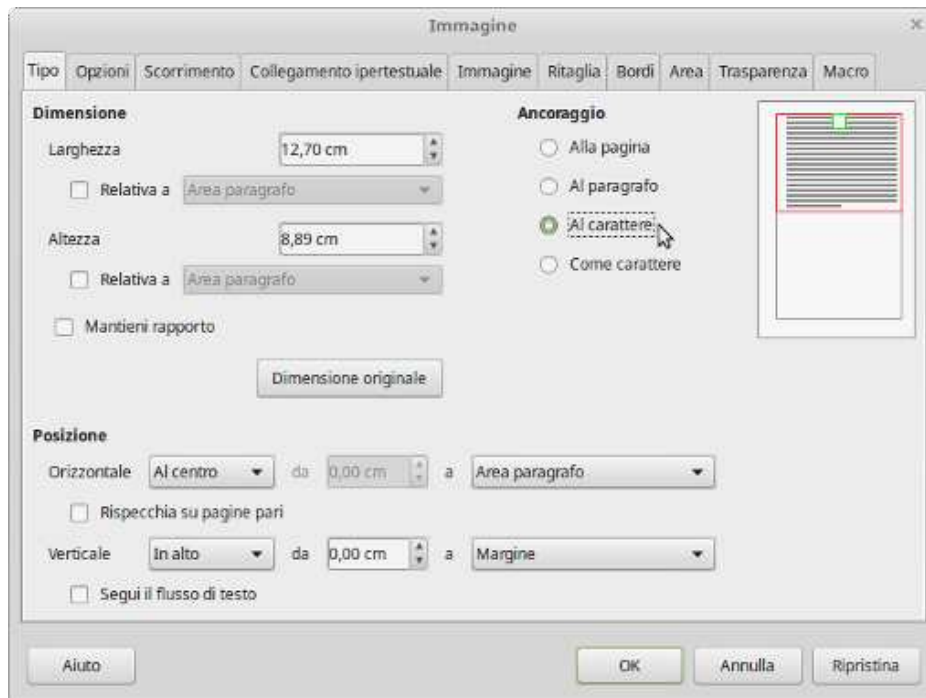 Immagine
Tipo Opzioni Scorrimento Collegamento ipertestuale Immagine Ritaglia Bordi Area Trasparenza Macro
Dimensione
Larghezza 12,70 cm
Relativa a Area paragrafo
Altezza 8,89 cm
Relativa a Area paragrafo
Mantieni rapporto
Dimensione originale
Ancoraggio
Alla pagina
Al paragrafo
Al carattere
Come carattere
Posizione
Orizzontale Al centro da 0,00 cm a Area paragrafo
Rispecchia su pagine pari
Verticale In alto da 0,00 cm a Margine
Segui il flusso di testo
Aiuto OK Annulla Ripristina